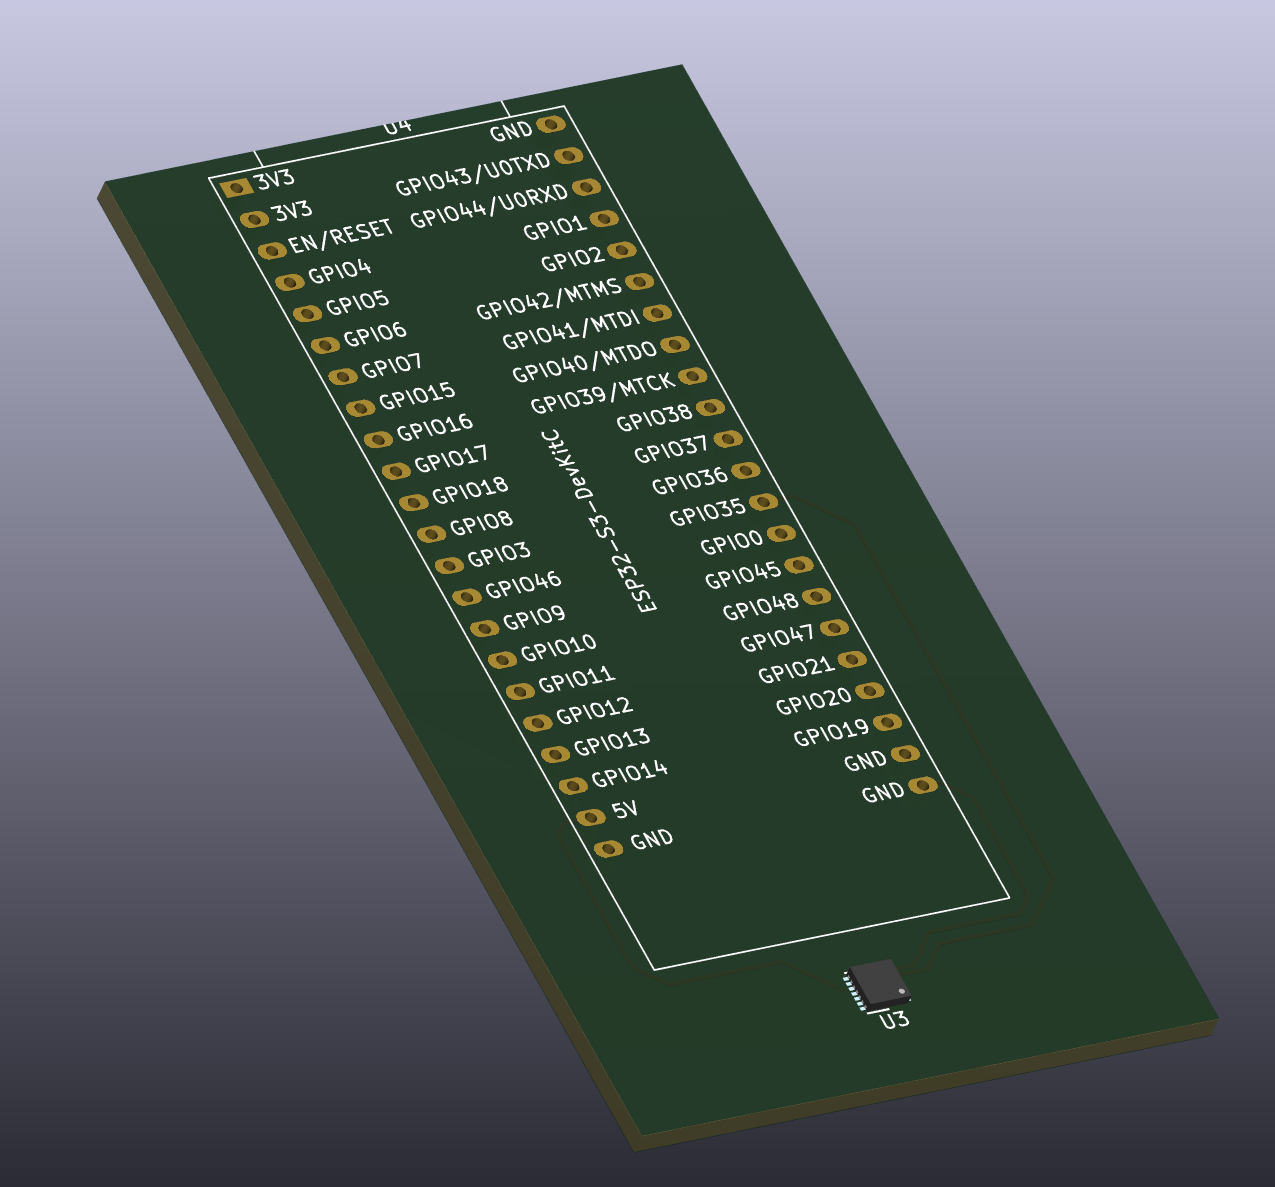 U4
3V3
3V3
EN/RESET
GPIO4
GPIO5
GPIO6
GPIO7
GPIO15
GPIO16
GPIO17
GPIO18
GPIO8
GPIO3
GPIO46
GPIO9
GPIO10
GPIO11
GPIO12
GPIO13
GPIO14
5V
GND
GND
GPIO43/U0TXD
GPIO44/U0RXD
GPIO1
GPIO2
GPIO42/MTMS
GPIO41/MTDI
GPIO40/MTDO
GPIO39/MTCK
GPIO38
GPIO37
GPIO36
GPIO35
GPIO0
GPIO45
GPIO48
GPIO47
GPIO21
GPIO20
GPIO19
GND
GND
ESP32-S3-DevKitC
U3